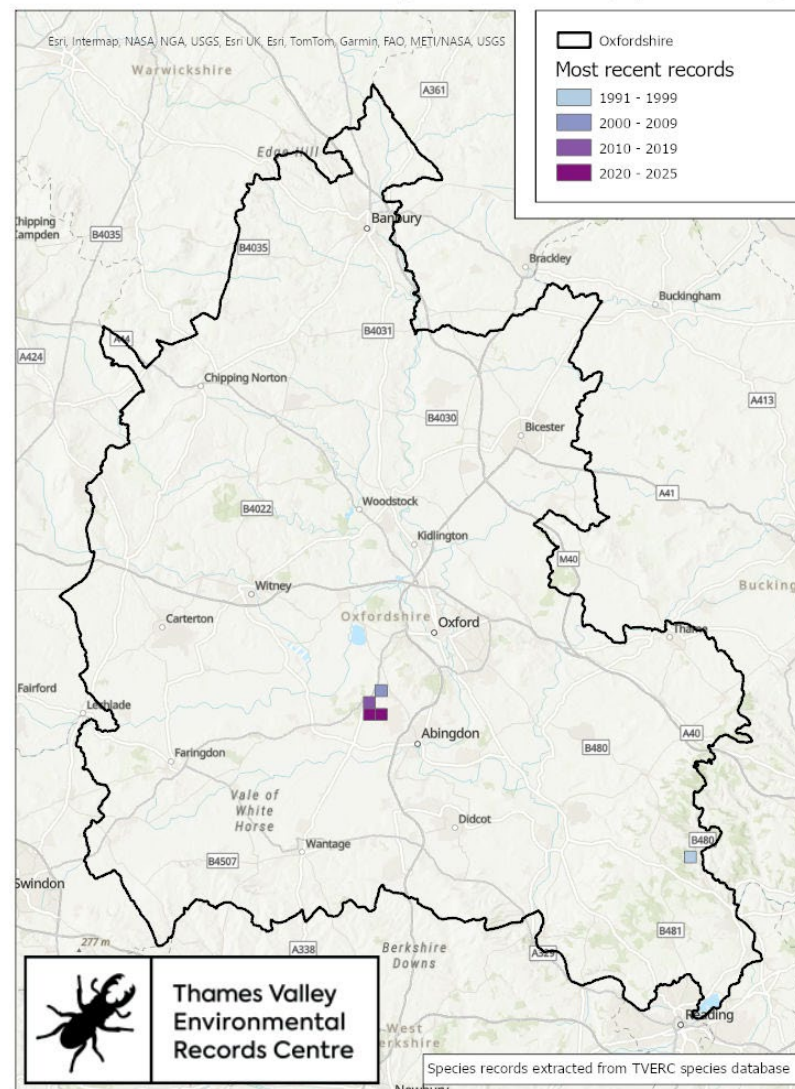 Esri, Intermap, NASA, NGA, USGS, Esri UK, Esri, TomTom, Garmin, FAO, METI/NASA, USGS
Oxfordshire
Most recent records
1991 - 1999
2000 - 2009
2010 - 2019
2020 - 2025
Warwickshire
A361
Edge Hill
Chipping
Campden
B4035
B4035
Banbury
Brackley
Buckingham
B4031
A44
A424
Chipping Norton
A413
B4030
Bicester
A41
B4022
Woodstock
Kidlington
M40
Witney
Bucking
Carterton
Oxfordshire
Oxford
Thame
Fairford
Lechlade
A40
Abingdon
B480
Faringdon
Vale of
White
Horse
Didcot
B480
Wantage
B4507
Swindon
B481
277 m
A338
Berkshire
Downs
A329
Thames Valley
Environmental
Records Centre
Reading
West
erkshire
Species records extracted from TVERC species database
Newbury